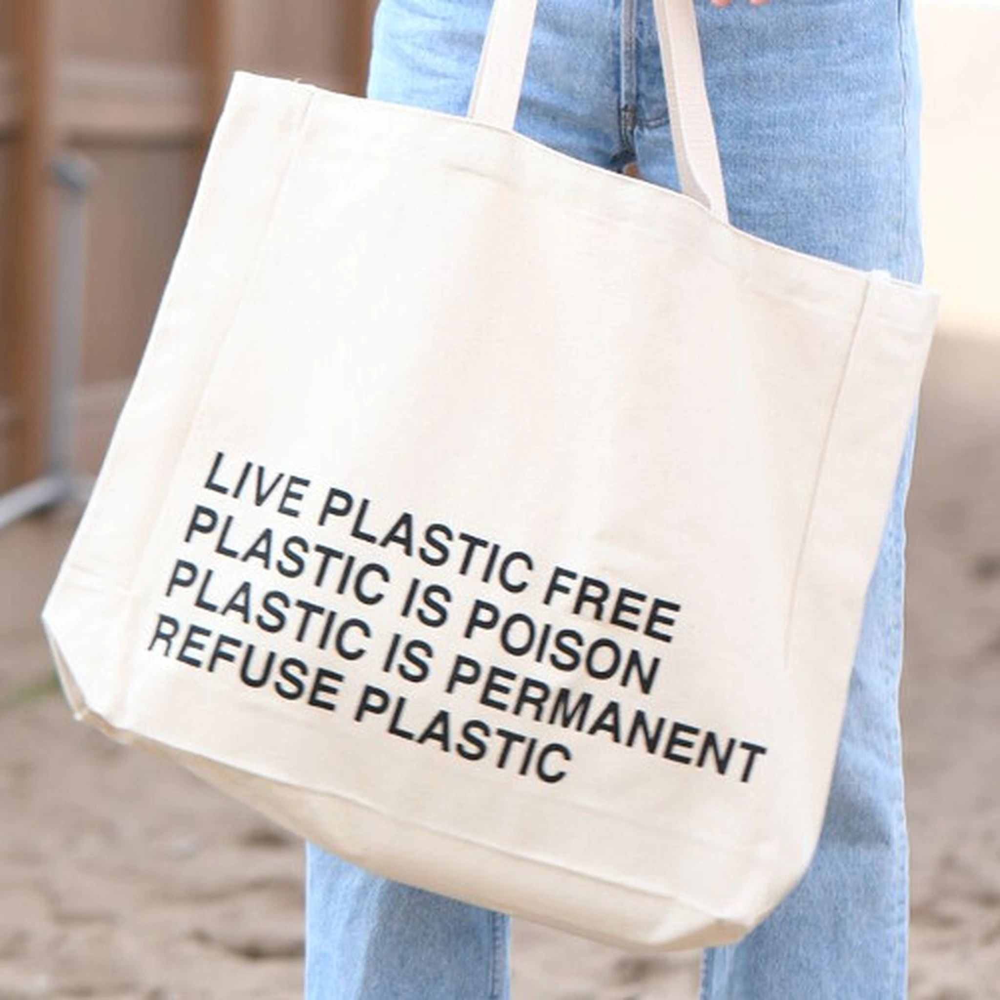 LIVE PLASTIC FREE
PLASTIC IS POISON
PLASTIC IS PERMANENT
REFUSE PLASTIC